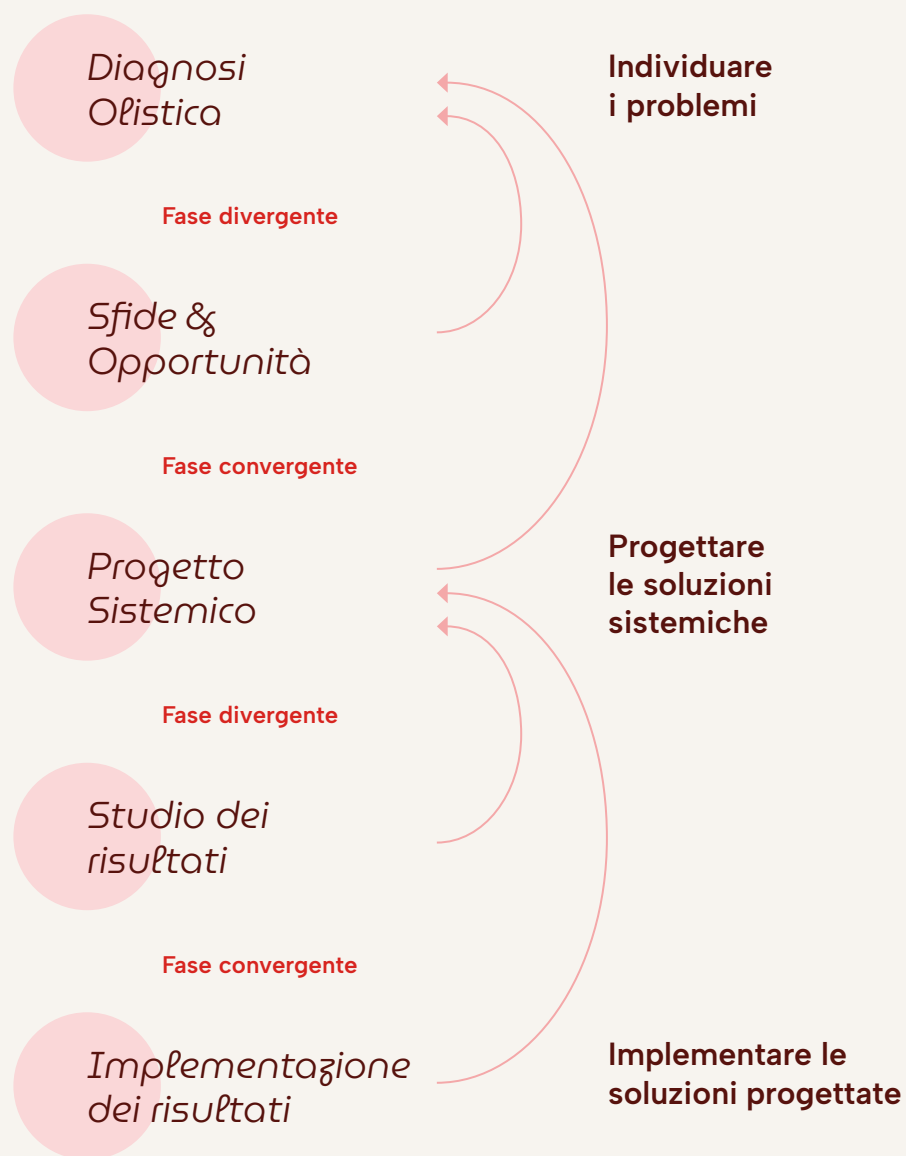 Diagnosi
Olistica
Individuare
i problemi
Fase divergente
Sfide &
Opportunità
Fase convergente
Progetto
Sistemico
Progettare
le soluzioni
sistemiche
Fase divergente
Studio dei
risultati
Fase convergente
Implementazione
dei risultati
Implementare le
soluzioni progettate